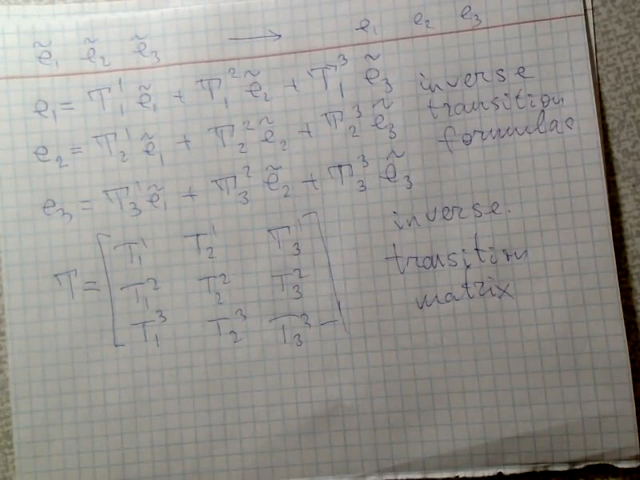 ẽ₁ ẽ₂ ẽ₃ → e₁ e₂ e₃
e₁ = T₁¹ ẽ₁ + T₁² ẽ₂ + T₁³ ẽ₃ inverse
e₂ = T₂¹ ẽ₁ + T₂² ẽ₂ + T₂³ ẽ₃ transition
formulas
e₃ = T₃¹ ẽ₁ + T₃² ẽ₂ + T₃³ ẽ₃
T₁¹ T₂¹ T₃¹ inverse.
T = T₁² T₂² T₃² transition
T₁³ T₂³ T₃³ matrix